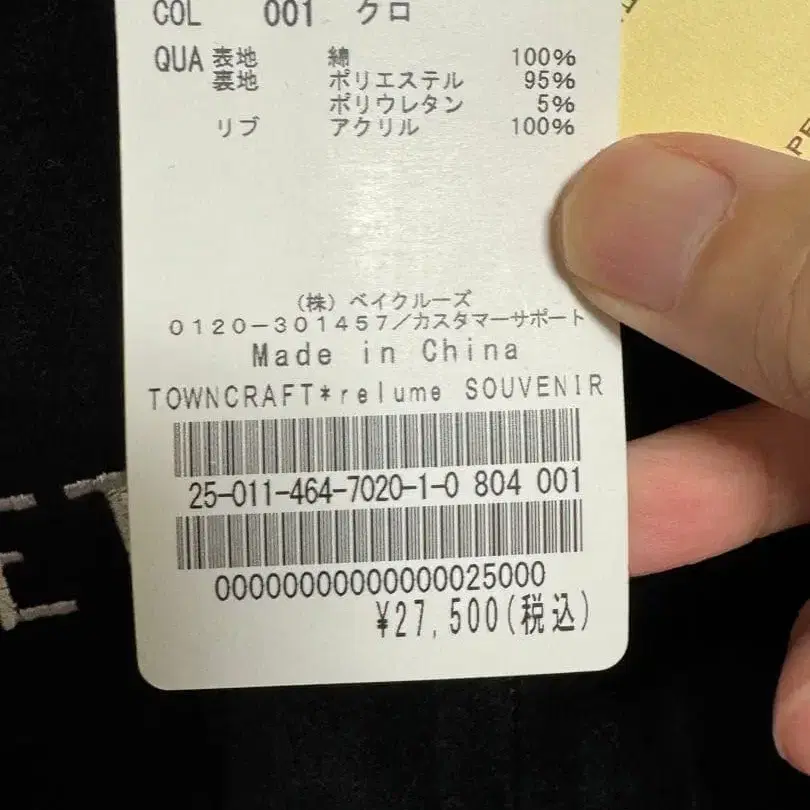 COL 001 クロ
QUA 表地 綿 100%
裏地 ポリエステル 95%
ポリウレタン 5%
リブ アクリル 100%
(株) ベイクルーズ
0120-301457/カスタマーサポート
Made in China
TOWNCRAFT*relume SOUVENIR
25-011-464-7020-1-0 804 001
00000000000000025000
¥27,500(税込)